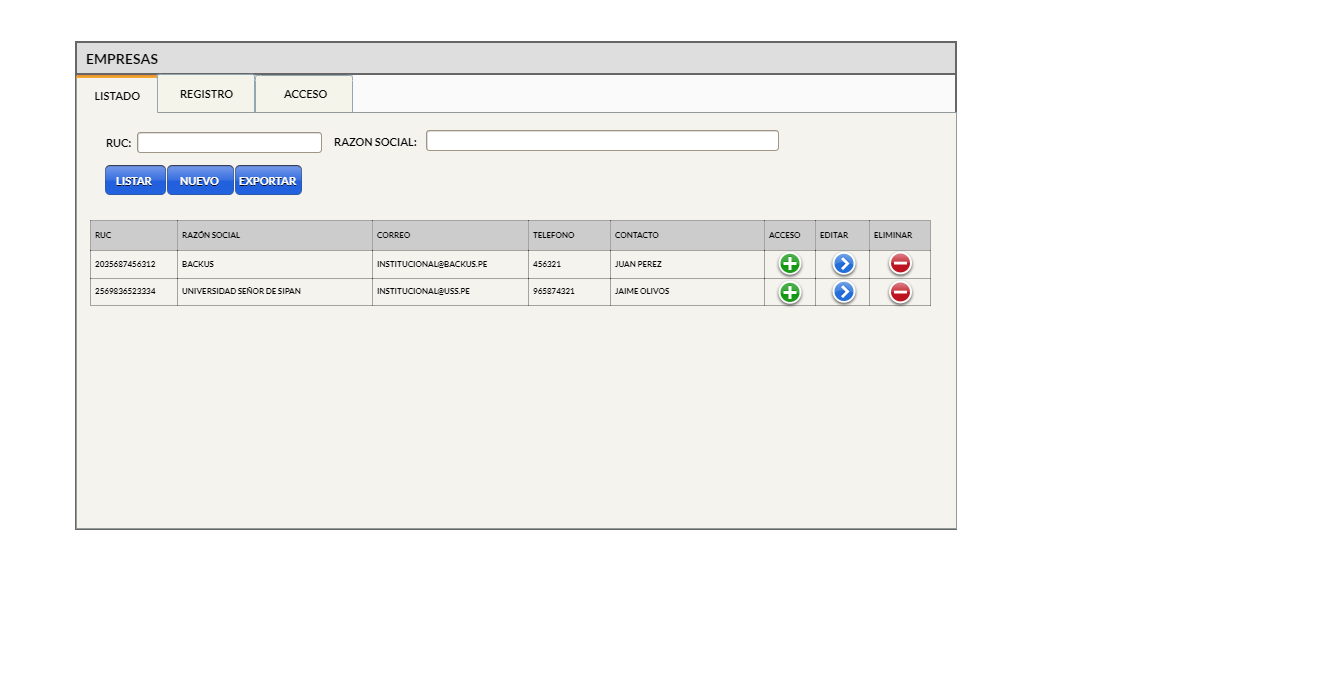 EMPRESAS
LISTADO REGISTRO ACCESO
RUC: RAZON SOCIAL:
LISTAR NUEVO EXPORTAR
RUC RAZÓN SOCIAL CORREO TELEFONO CONTACTO ACCESO EDITAR ELIMINAR
2035687456312 BACKUS INSTITUCIONAL@BACKUS.PE 456321 JUAN PEREZ
2569836523334 UNIVERSIDAD SEÑOR DE SIPAN INSTITUCIONAL@USS.PE 965874321 JAIME OLIVOS